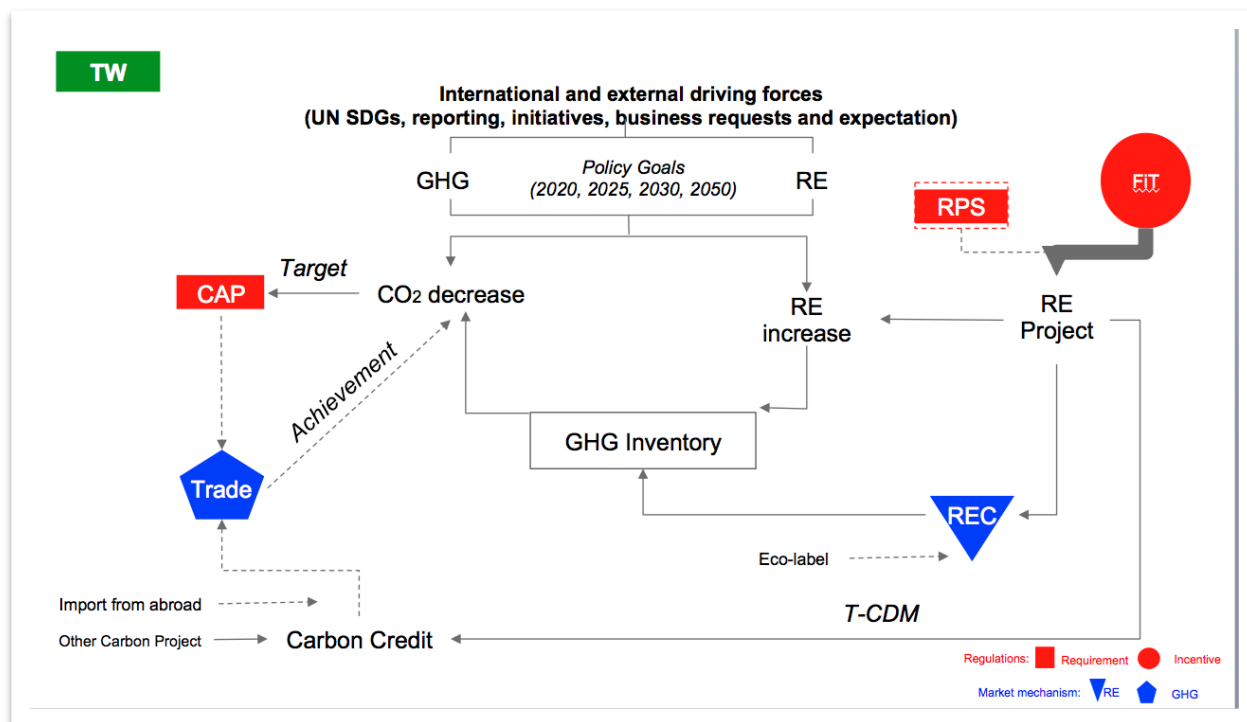 TW
International and external driving forces
(UN SDGs, reporting, initiatives, business requests and expectation)
GHG
Policy Goals
(2020, 2025, 2030, 2050)
RE
FiT
RPS
Target
CAP
CO2 decrease
RE
increase
RE
Project
Achievement
GHG Inventory
Trade
REC
Eco-label
Import from abroad
T-CDM
Other Carbon Project
Carbon Credit
Regulations: Requirement Incentive
Market mechanism: RE GHG